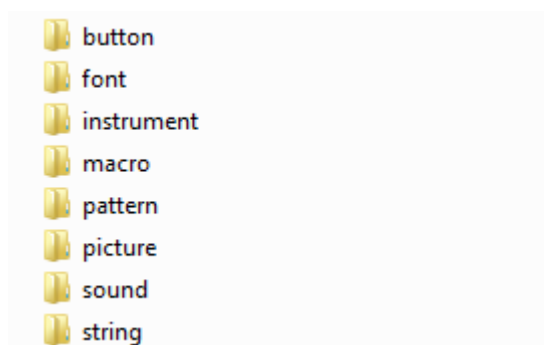 button
font
instrument
macro
pattern
picture
sound
string